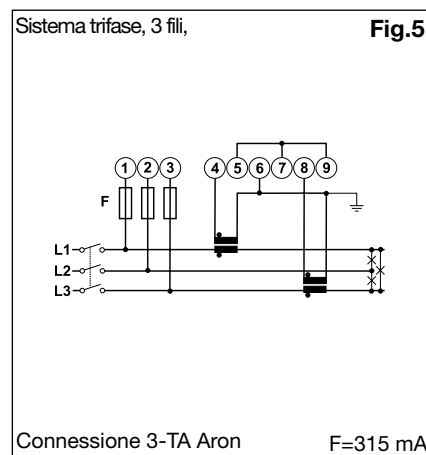 Sistema trifase, 3 fili, Fig.5
1 2 3 4 5 6 7 8 9
F
L1
L2
L3
Connessione 3-TA Aron F=315 mA